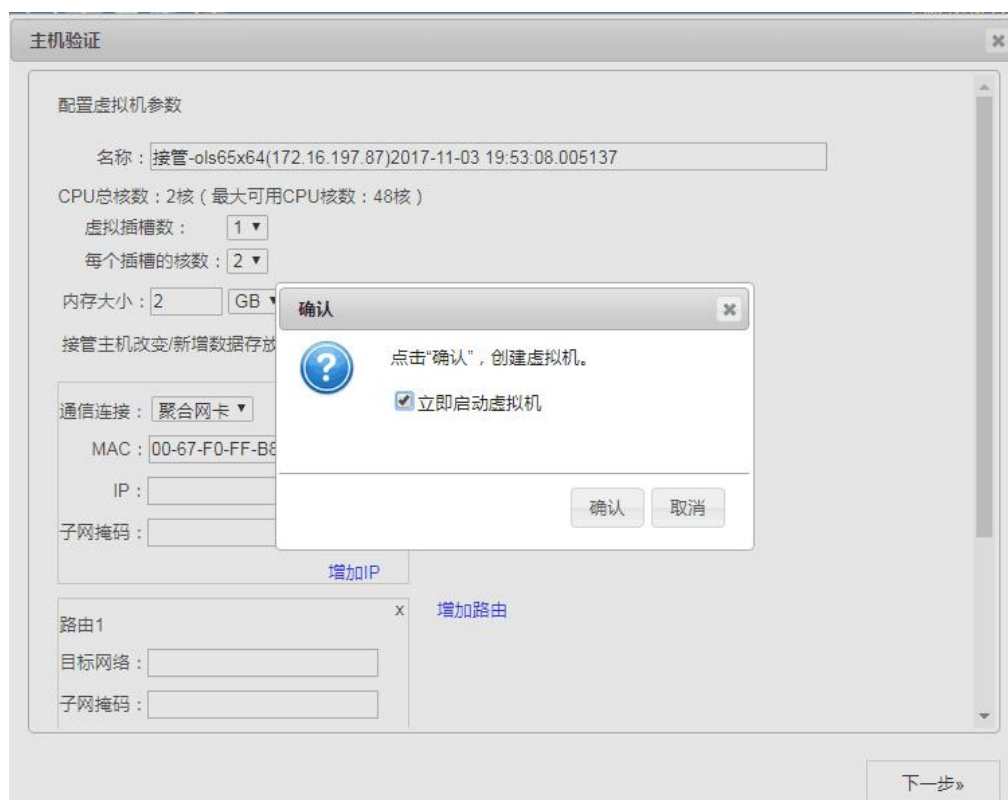 主机验证
配置虚拟机参数
名称：接管-ols65x64(172.16.197.87)2017-11-03 19:53:08.005137
CPU总核数：2核（最大可用CPU核数：48核）
虚拟插槽数： 1
每个插槽的核数：2
内存大小：2 GB
接管主机改变/新增数据存放
通信连接：聚合网卡
MAC：00-67-F0-FF-B8
IP：
子网掩码：
增加IP
确认
点击“确认”，创建虚拟机。
立即启动虚拟机
确认 取消
路由1 x 增加路由
目标网络：
子网掩码：
下一步»